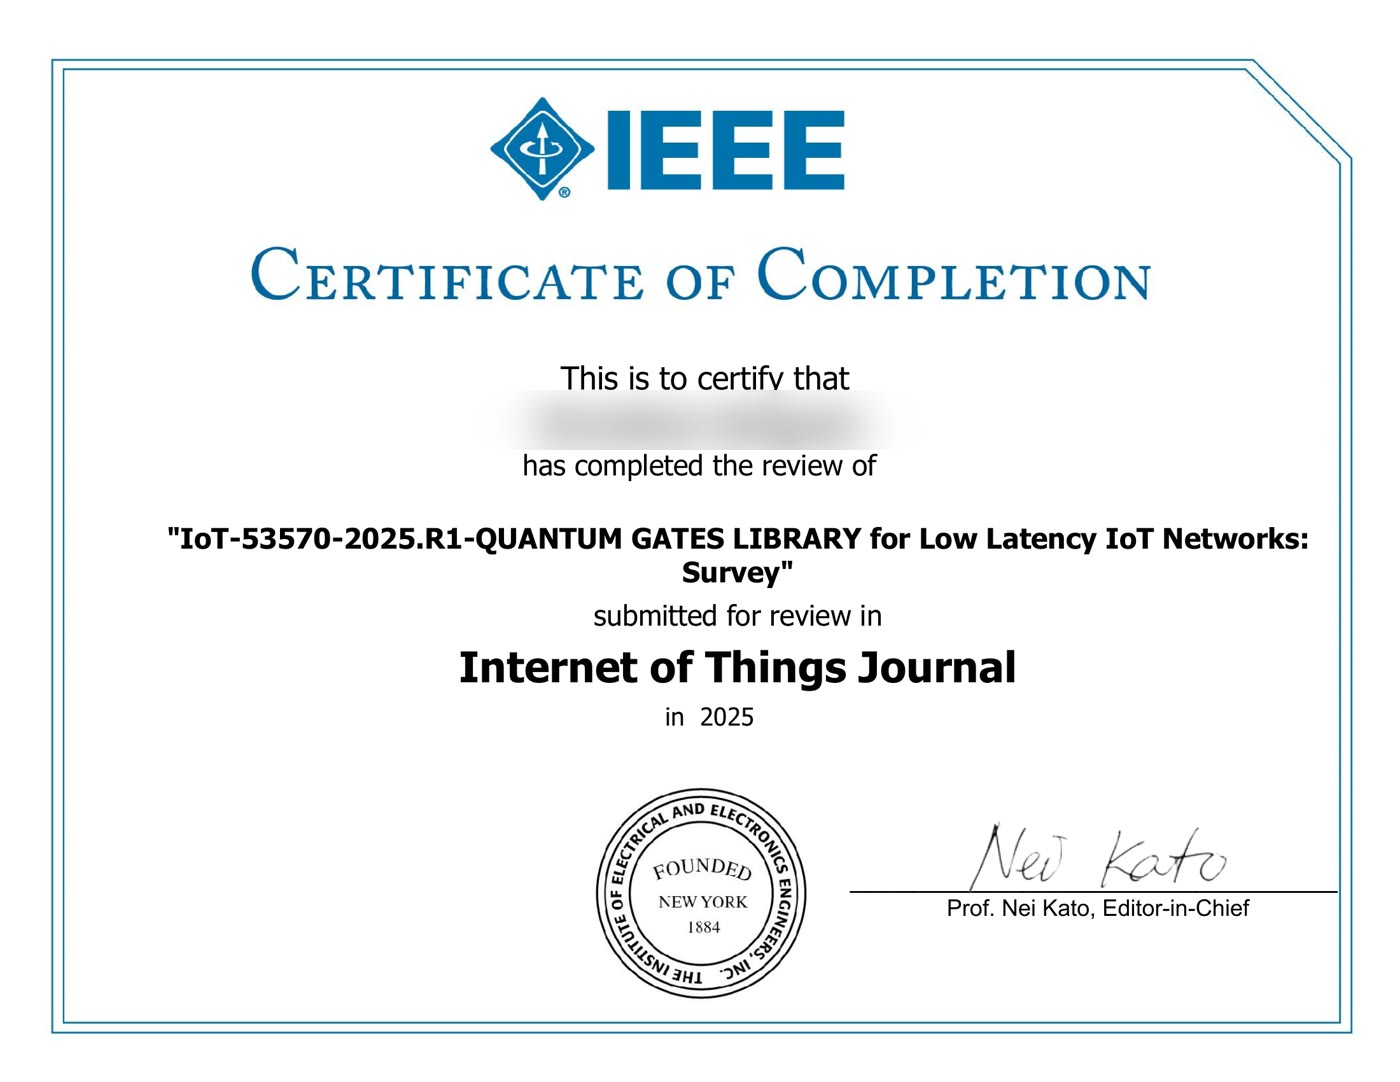 IEEE
®
CERTIFICATE OF COMPLETION
This is to certify that
has completed the review of
"IoT-53570-2025.R1-QUANTUM GATES LIBRARY for Low Latency IoT Networks:
Survey"
submitted for review in
Internet of Things Journal
in 2025
THE INSTITUTE OF ELECTRICAL AND ELECTRONICS ENGINEERS, INC.
FOUNDED
NEW YORK
1884
Nei Kato
Prof. Nei Kato, Editor-in-Chief